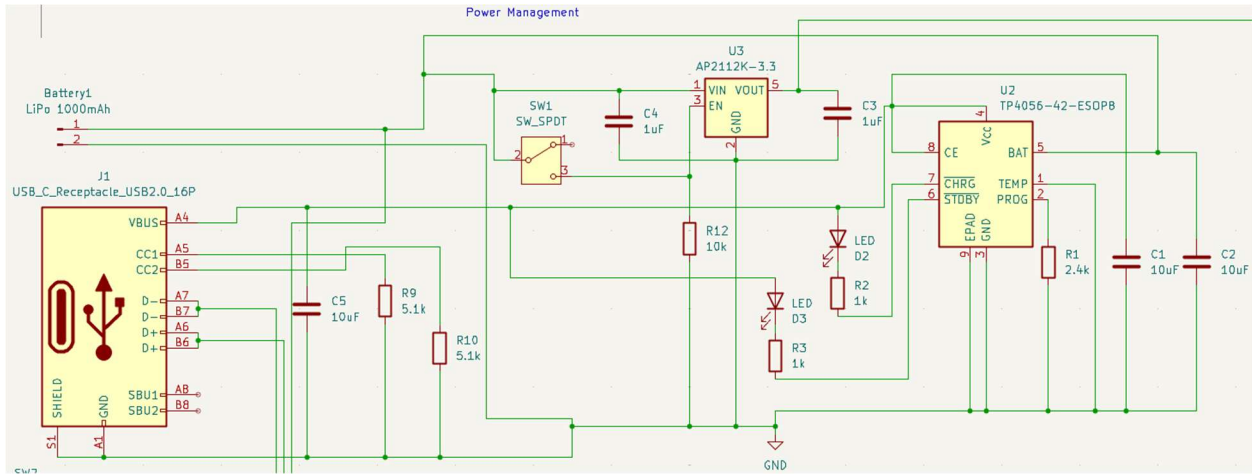 Power Management
Battery1
LiPo 1000mAh
1
2
J1
USB_C_Receptacle_USB2.0_16P
VBUS A4
CC1 A5
CC2 B5
D- A7
D- B7
D+ A6
D+ B6
SBU1 A8
SBU2 B8
SHIELD
GND
S1
A1
C5
10uF
R9
5.1k
R10
5.1k
SW1
SW_SPDT
1
2
3
C4
1uF
U3
AP2112K-3.3
1 VIN VOUT 5
3 EN
GND
2
C3
1uF
R12
10k
LED
D2
R2
1k
LED
D3
R3
1k
GND
U2
TP4056-42-ESOP8
4
Vcc
8 CE BAT 5
7 CHRG TEMP 1
6 STDBY PROG 2
EPAD
GND
9
3
R1
2.4k
C1
10uF
C2
10uF